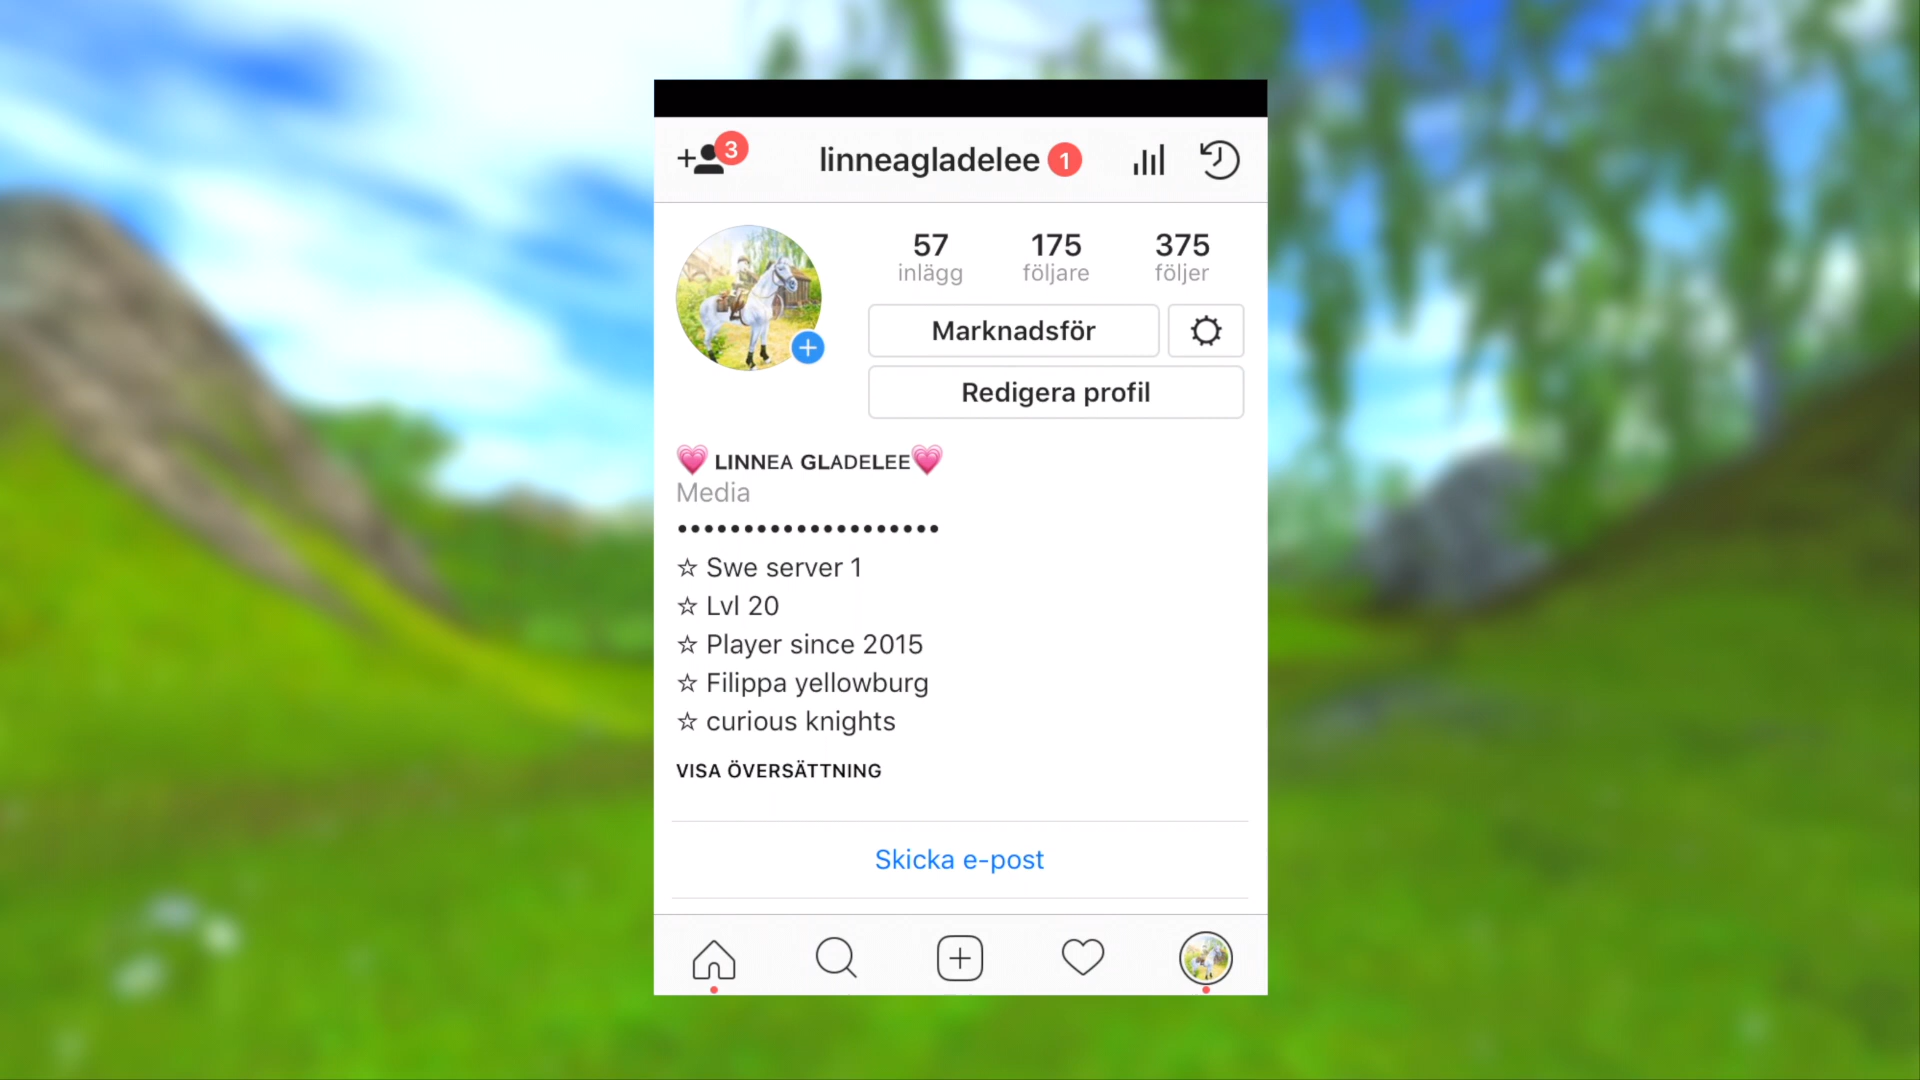 3
linneagladelee 1
57 175 375
inlägg följare följer
Marknadsför
Redigera profil
💗 LINNEA GLADELEE💗
Media
••••••••••••••••••••
☆ Swe server 1
☆ Lvl 20
☆ Player since 2015
☆ Filippa yellowburg
☆ curious knights
VISA ÖVERSÄTTNING
Skicka e-post